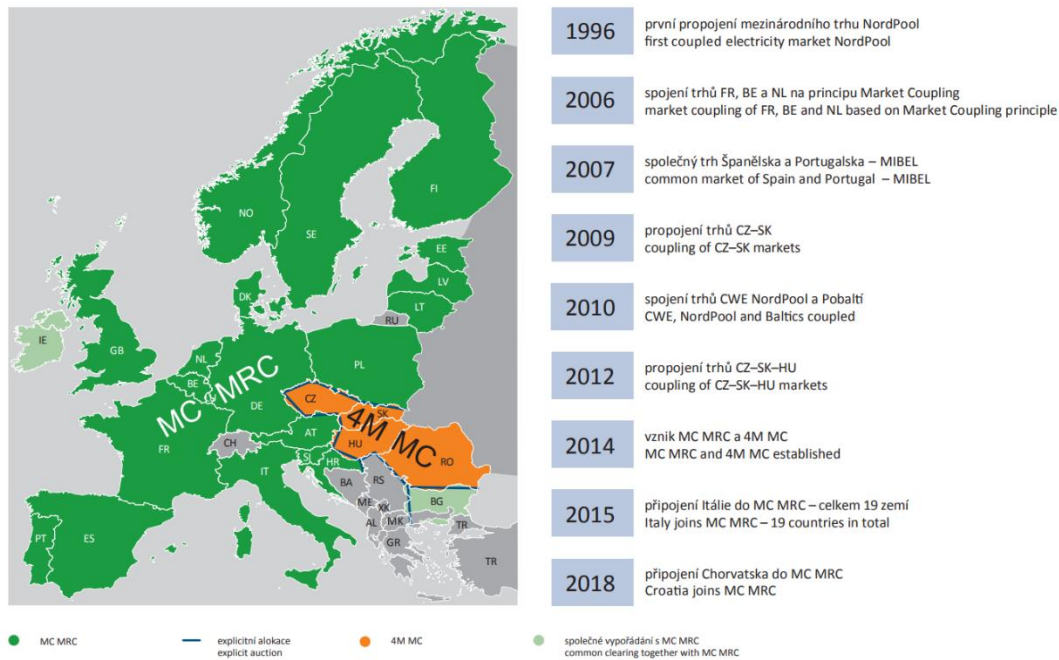 NO
SE
FI
EE
LV
LT
RU
DK
IE
GB
NL
BE
PL
MC MRC
DE
CZ
SK
4M MC
FR
CH
AT
HU
RO
SI
HR
IT
BA
RS
BG
ME
XK
AL
MK
TR
GR
TR
PT
ES
1996
první propojení mezinárodního trhu NordPool
first coupled electricity market NordPool
2006
spojení trhů FR, BE a NL na principu Market Coupling
market coupling of FR, BE and NL based on Market Coupling principle
2007
společný trh Španělska a Portugalska – MIBEL
common market of Spain and Portugal – MIBEL
2009
propojení trhů CZ–SK
coupling of CZ–SK markets
2010
spojení trhů CWE NordPool a Pobaltí
CWE, NordPool and Baltics coupled
2012
propojení trhů CZ–SK–HU
coupling of CZ–SK–HU markets
2014
vznik MC MRC a 4M MC
MC MRC and 4M MC established
2015
připojení Itálie do MC MRC – celkem 19 zemí
Italy joins MC MRC – 19 countries in total
2018
připojení Chorvatska do MC MRC
Croatia joins MC MRC
MC MRC
explicitní alokace
explicit auction
4M MC
společné vypořádání s MC MRC
common clearing together with MC MRC